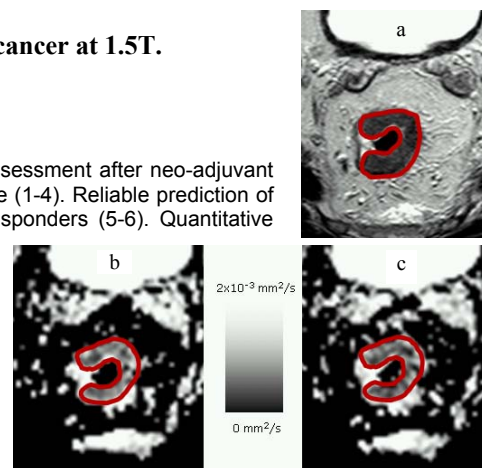 cancer at 1.5T.
a
sessment after neo-adjuvant
e (1-4). Reliable prediction of
sponders (5-6). Quantitative
b
2x10⁻³ mm²/s
0 mm²/s
c